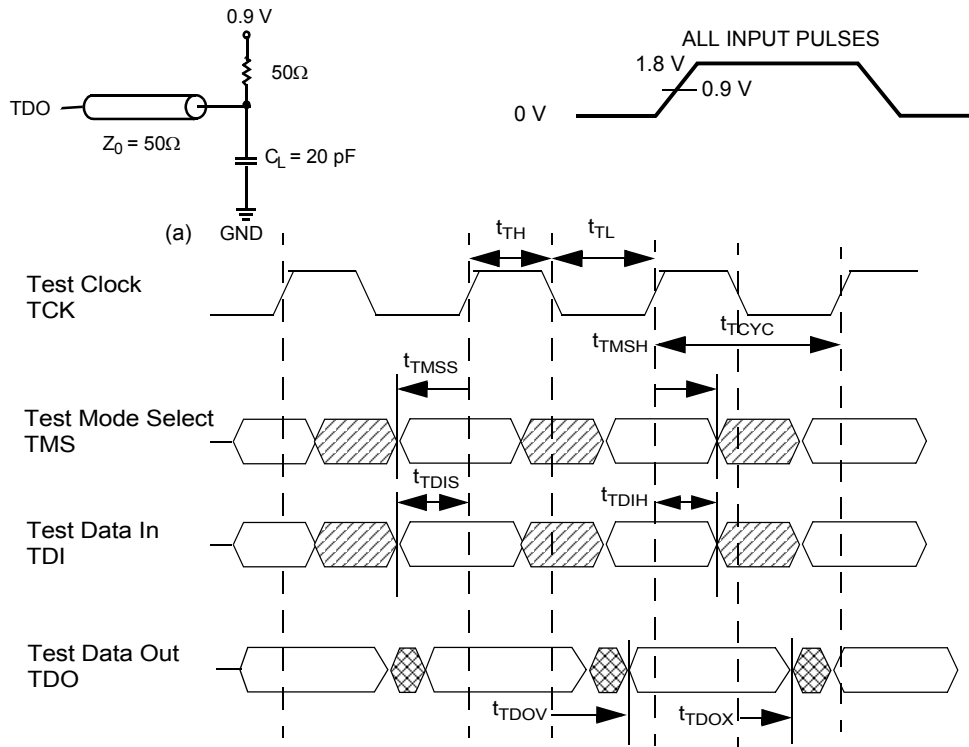 0.9 V
50Ω
TDO
Z0 = 50Ω
CL = 20 pF
(a) GND
ALL INPUT PULSES
1.8 V
0.9 V
0 V
tTH
tTL
Test Clock
TCK
tTCYC
tTMSH
tTMSS
Test Mode Select
TMS
tTDIS
tTDIH
Test Data In
TDI
Test Data Out
TDO
tTDOV
tTDOX